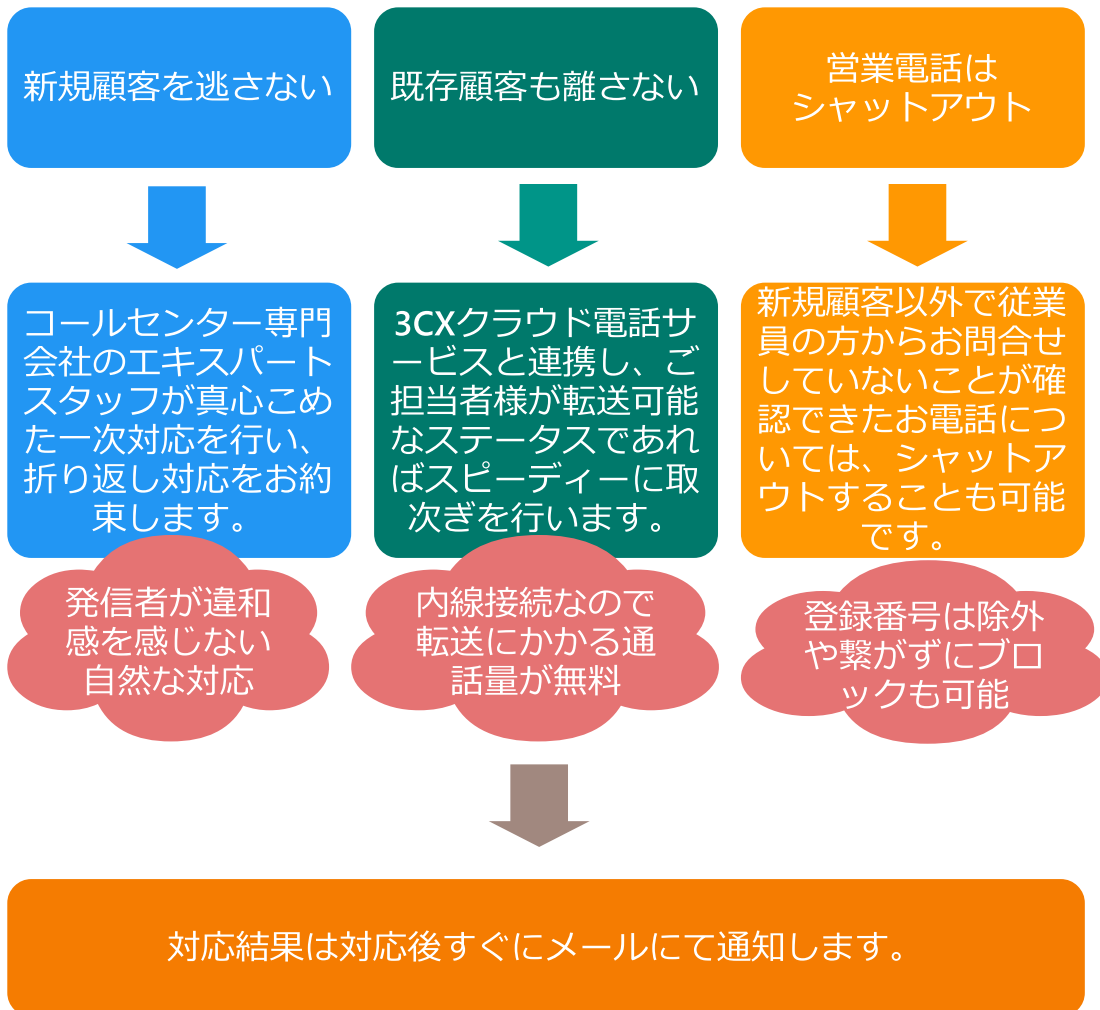 新規顧客を逃さない
既存顧客も離さない
営業電話は
シャットアウト
コールセンター専門
会社のエキスパート
スタッフが真心こめ
た一次対応を行い、
折り返し対応をお約
束します。
3CXクラウド電話サ
ービスと連携し、ご
担当者様が転送可能
なステータスであれ
ばスピーディーに取
次ぎを行います。
新規顧客以外で従業
員の方からお問合せ
していないことが確
認できたお電話につ
いては、シャットア
ウトすることも可能
です。
発信者が違和
感を感じない
自然な対応
内線接続なので
転送にかかる通
話量が無料
登録番号は除外
や繋がずにブロ
ックも可能
対応結果は対応後すぐにメールにて通知します。